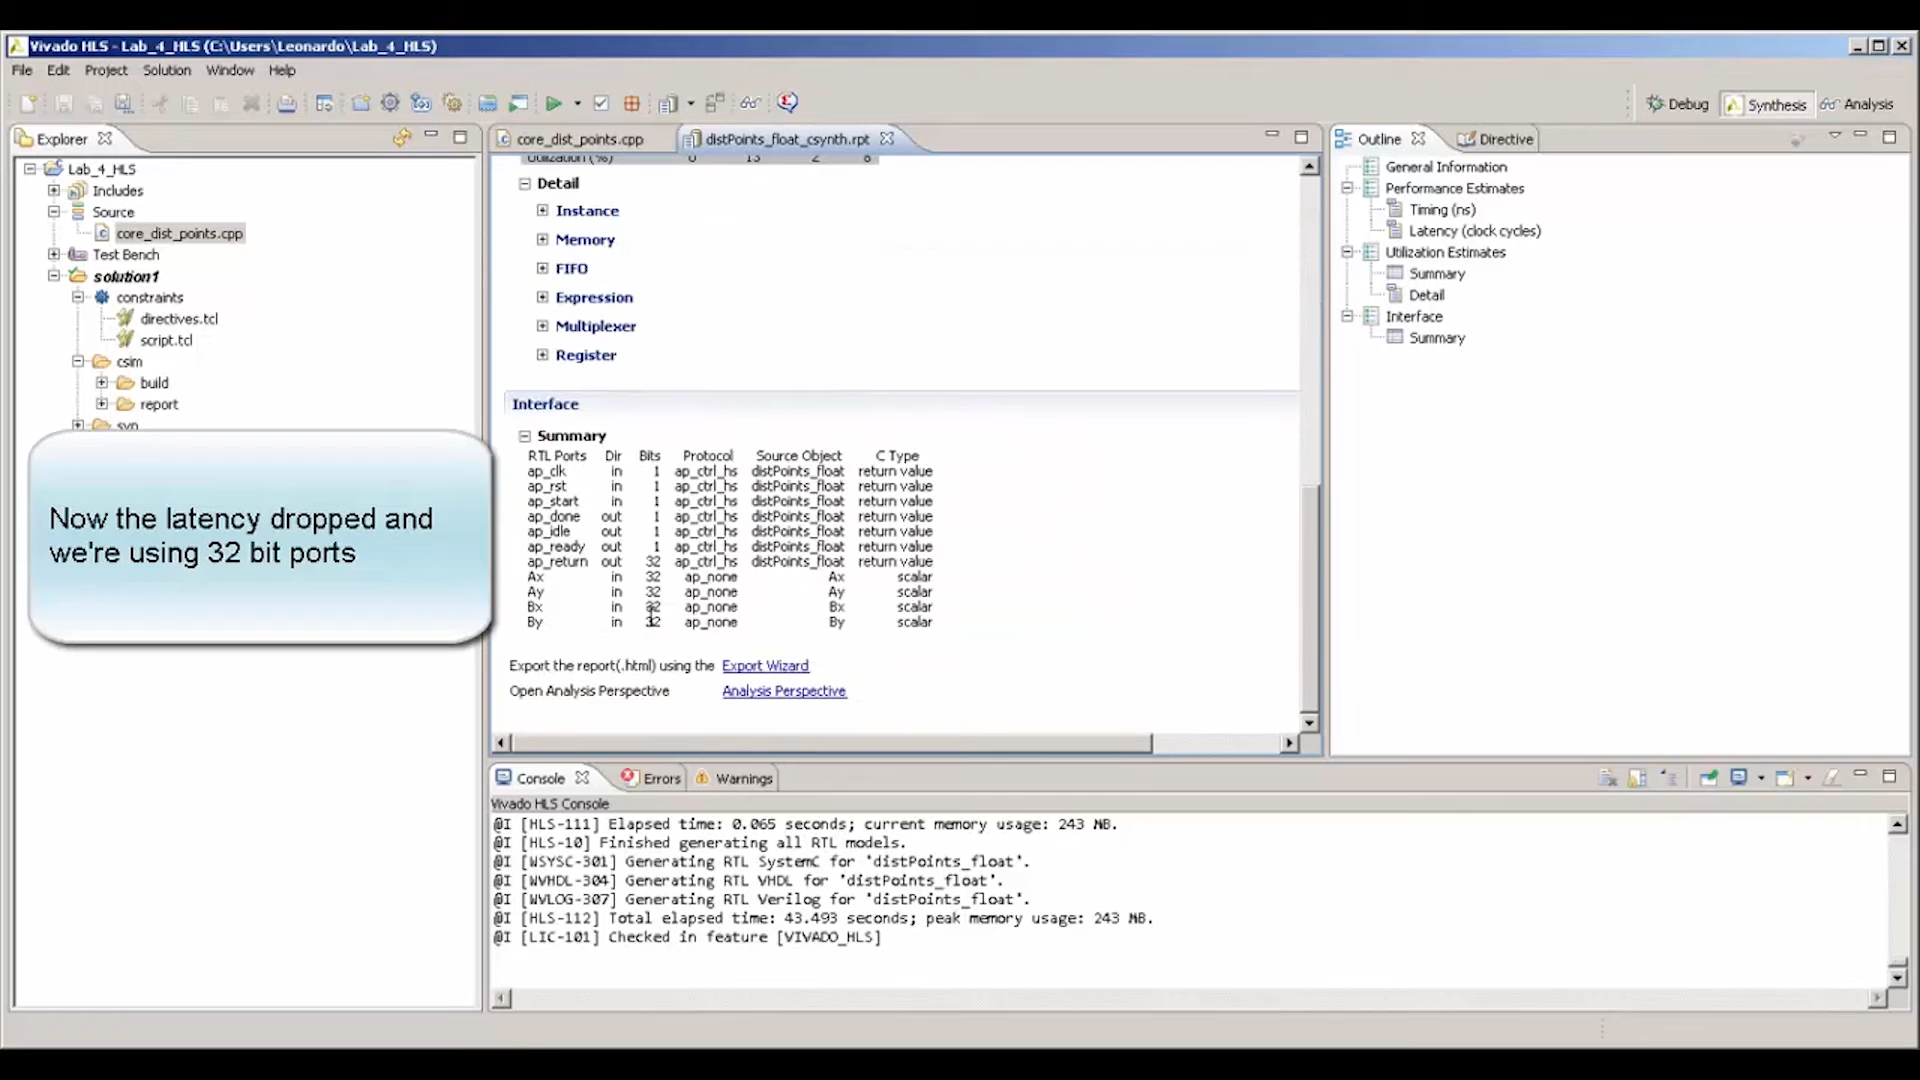 Vivado HLS - Lab_4_HLS (C:\Users\Leonardo\Lab_4_HLS)
File Edit Project Solution Window Help
Debug Synthesis Analysis
Explorer
core_dist_points.cpp distPoints_float_csynth.rpt
Outline Directive
Lab_4_HLS
Includes
Source
core_dist_points.cpp
Test Bench
solution1
constraints
directives.tcl
script.tcl
csim
build
report
syn
Now the latency dropped and
we're using 32 bit ports
Utilization (%) 0 13 2 8
Detail
Instance
Memory
FIFO
Expression
Multiplexer
Register
Interface
Summary
RTL Ports Dir Bits Protocol Source Object C Type
ap_clk in 1 ap_ctrl_hs distPoints_float return value
ap_rst in 1 ap_ctrl_hs distPoints_float return value
ap_start in 1 ap_ctrl_hs distPoints_float return value
ap_done out 1 ap_ctrl_hs distPoints_float return value
ap_idle out 1 ap_ctrl_hs distPoints_float return value
ap_ready out 1 ap_ctrl_hs distPoints_float return value
ap_return out 32 ap_ctrl_hs distPoints_float return value
Ax in 32 ap_none Ax scalar
Ay in 32 ap_none Ay scalar
Bx in 32 ap_none Bx scalar
By in 32 ap_none By scalar
Export the report(.html) using the Export Wizard
Open Analysis Perspective Analysis Perspective
General Information
Performance Estimates
Timing (ns)
Latency (clock cycles)
Utilization Estimates
Summary
Detail
Interface
Summary
Console Errors Warnings
Vivado HLS Console
@I [HLS-111] Elapsed time: 0.065 seconds; current memory usage: 243 MB.
@I [HLS-10] Finished generating all RTL models.
@I [WSYSC-301] Generating RTL SystemC for 'distPoints_float'.
@I [WVHDL-304] Generating RTL VHDL for 'distPoints_float'.
@I [WVLOG-307] Generating RTL Verilog for 'distPoints_float'.
@I [HLS-112] Total elapsed time: 43.493 seconds; peak memory usage: 243 MB.
@I [LIC-101] Checked in feature [VIVADO_HLS]